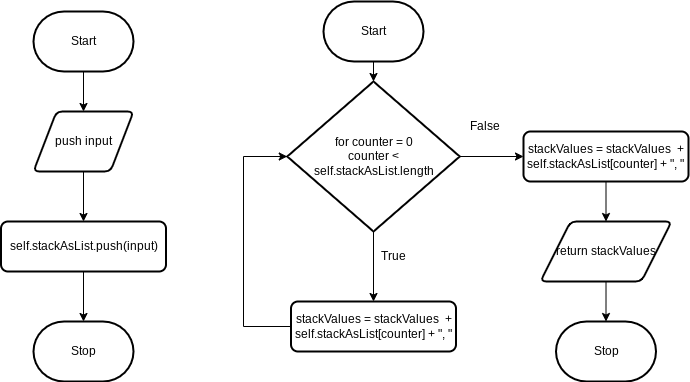 Start
push input
self.stackAsList.push(input)
Stop
Start
for counter = 0
counter <
self.stackAsList.length
True
stackValues = stackValues +
self.stackAsList[counter] + ", "
False
stackValues = stackValues +
self.stackAsList[counter] + ", "
return stackValues
Stop